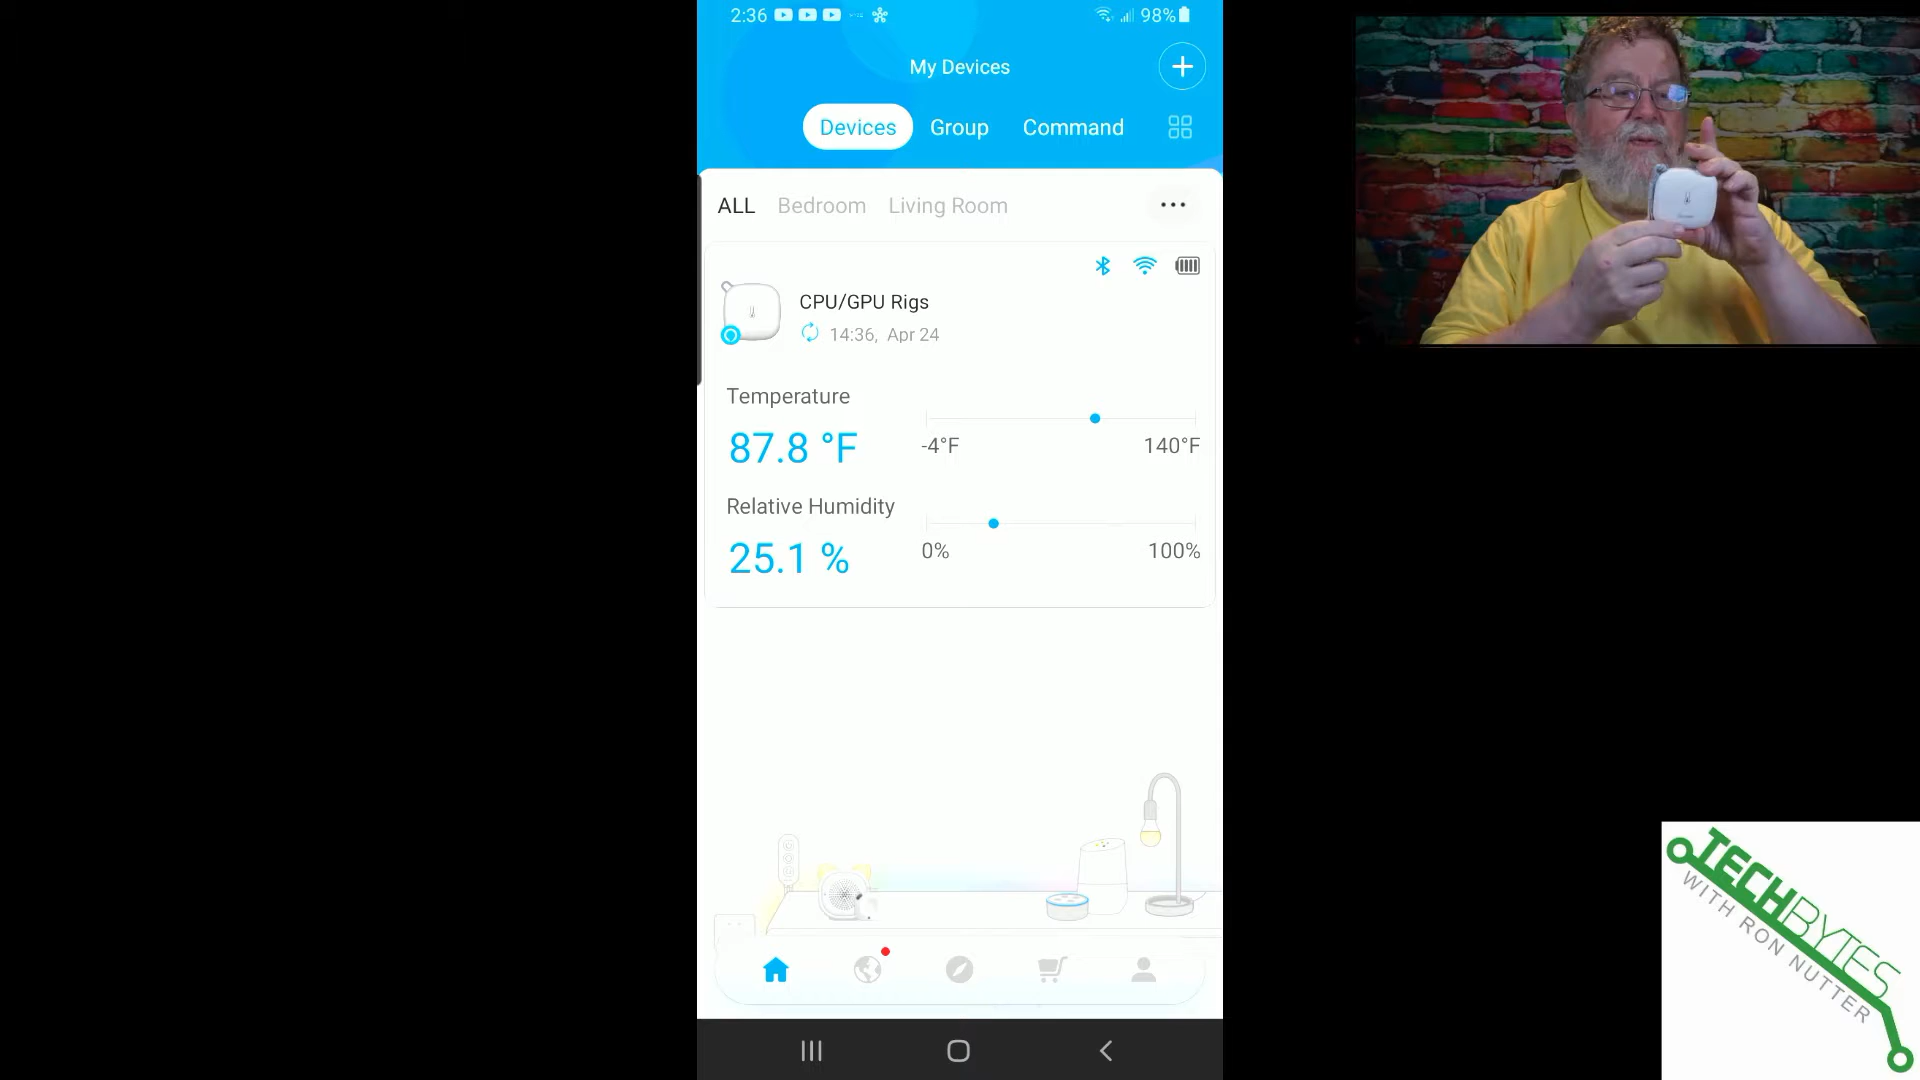 2:36
98%
My Devices
Devices Group Command
ALL Bedroom Living Room
CPU/GPU Rigs
14:36, Apr 24
Temperature
87.8 °F
-4°F 140°F
Relative Humidity
25.1 %
0% 100%
TECHBYTES
WITH RON NUTTER